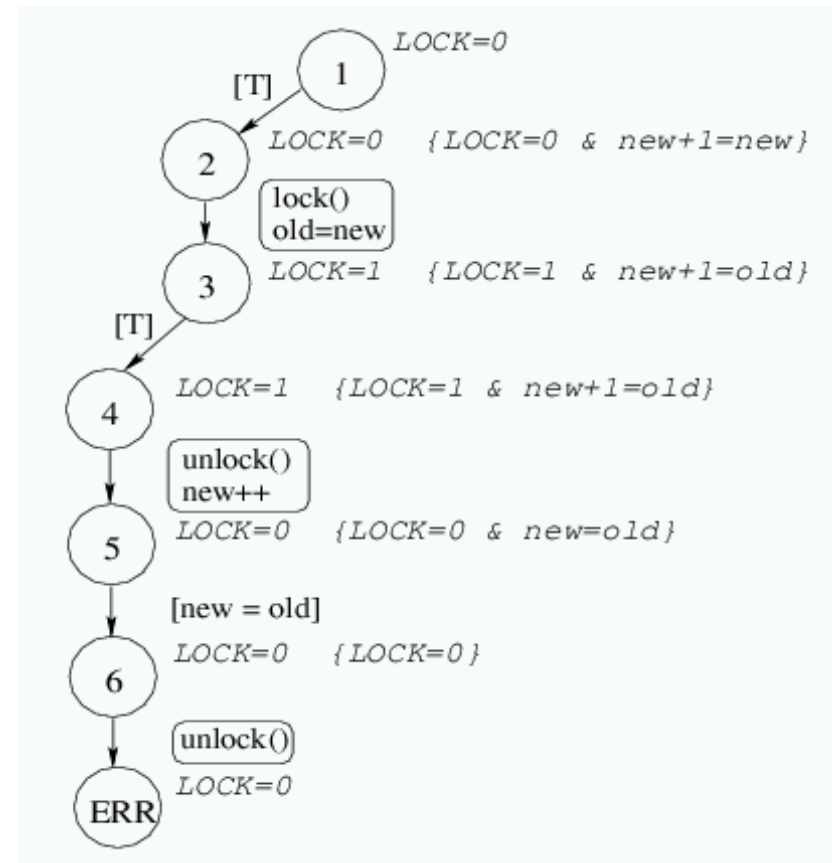 1 LOCK=0
[T]
2 LOCK=0 {LOCK=0 & new+1=new}
lock()
old=new
3 LOCK=1 {LOCK=1 & new+1=old}
[T]
4 LOCK=1 {LOCK=1 & new+1=old}
unlock()
new++
5 LOCK=0 {LOCK=0 & new=old}
[new = old]
6 LOCK=0 {LOCK=0}
unlock()
ERR LOCK=0